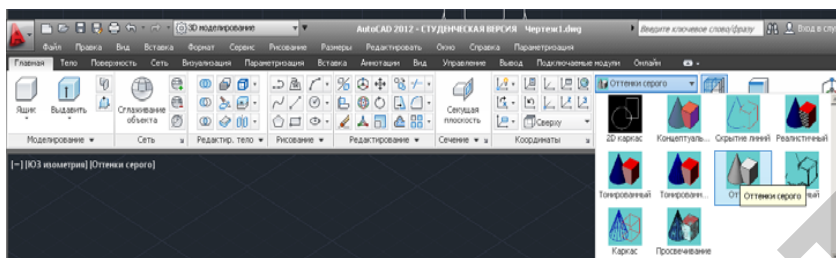 3D моделирование
AutoCAD 2012 - СТУДЕНЧЕСКАЯ ВЕРСИЯ Чертеж1.dwg
Введите ключевое слово/фразу
Вход в слу
Файл Правка Вид Вставка Формат Сервис Рисование Размеры Редактировать Окно Справка Параметризация
Главная Тело Поверхность Сеть Визуализация Параметризация Вставка Аннотации Вид Управление Вывод Подключаемые модули Онлайн
Оттенки серого
Ящик Выдавить Сглаживание объекта
Секущая плоскость
Сверху
Моделирование Сеть Редактир. тело Рисование Редактирование Сечение Координаты
[−][ЮЗ изометрия][Оттенки серого]
2D каркас Концептуаль... Скрытие линий Реалистичный
Тонированный Тонированн... От
Оттенки серого
Каркас Просвечивание